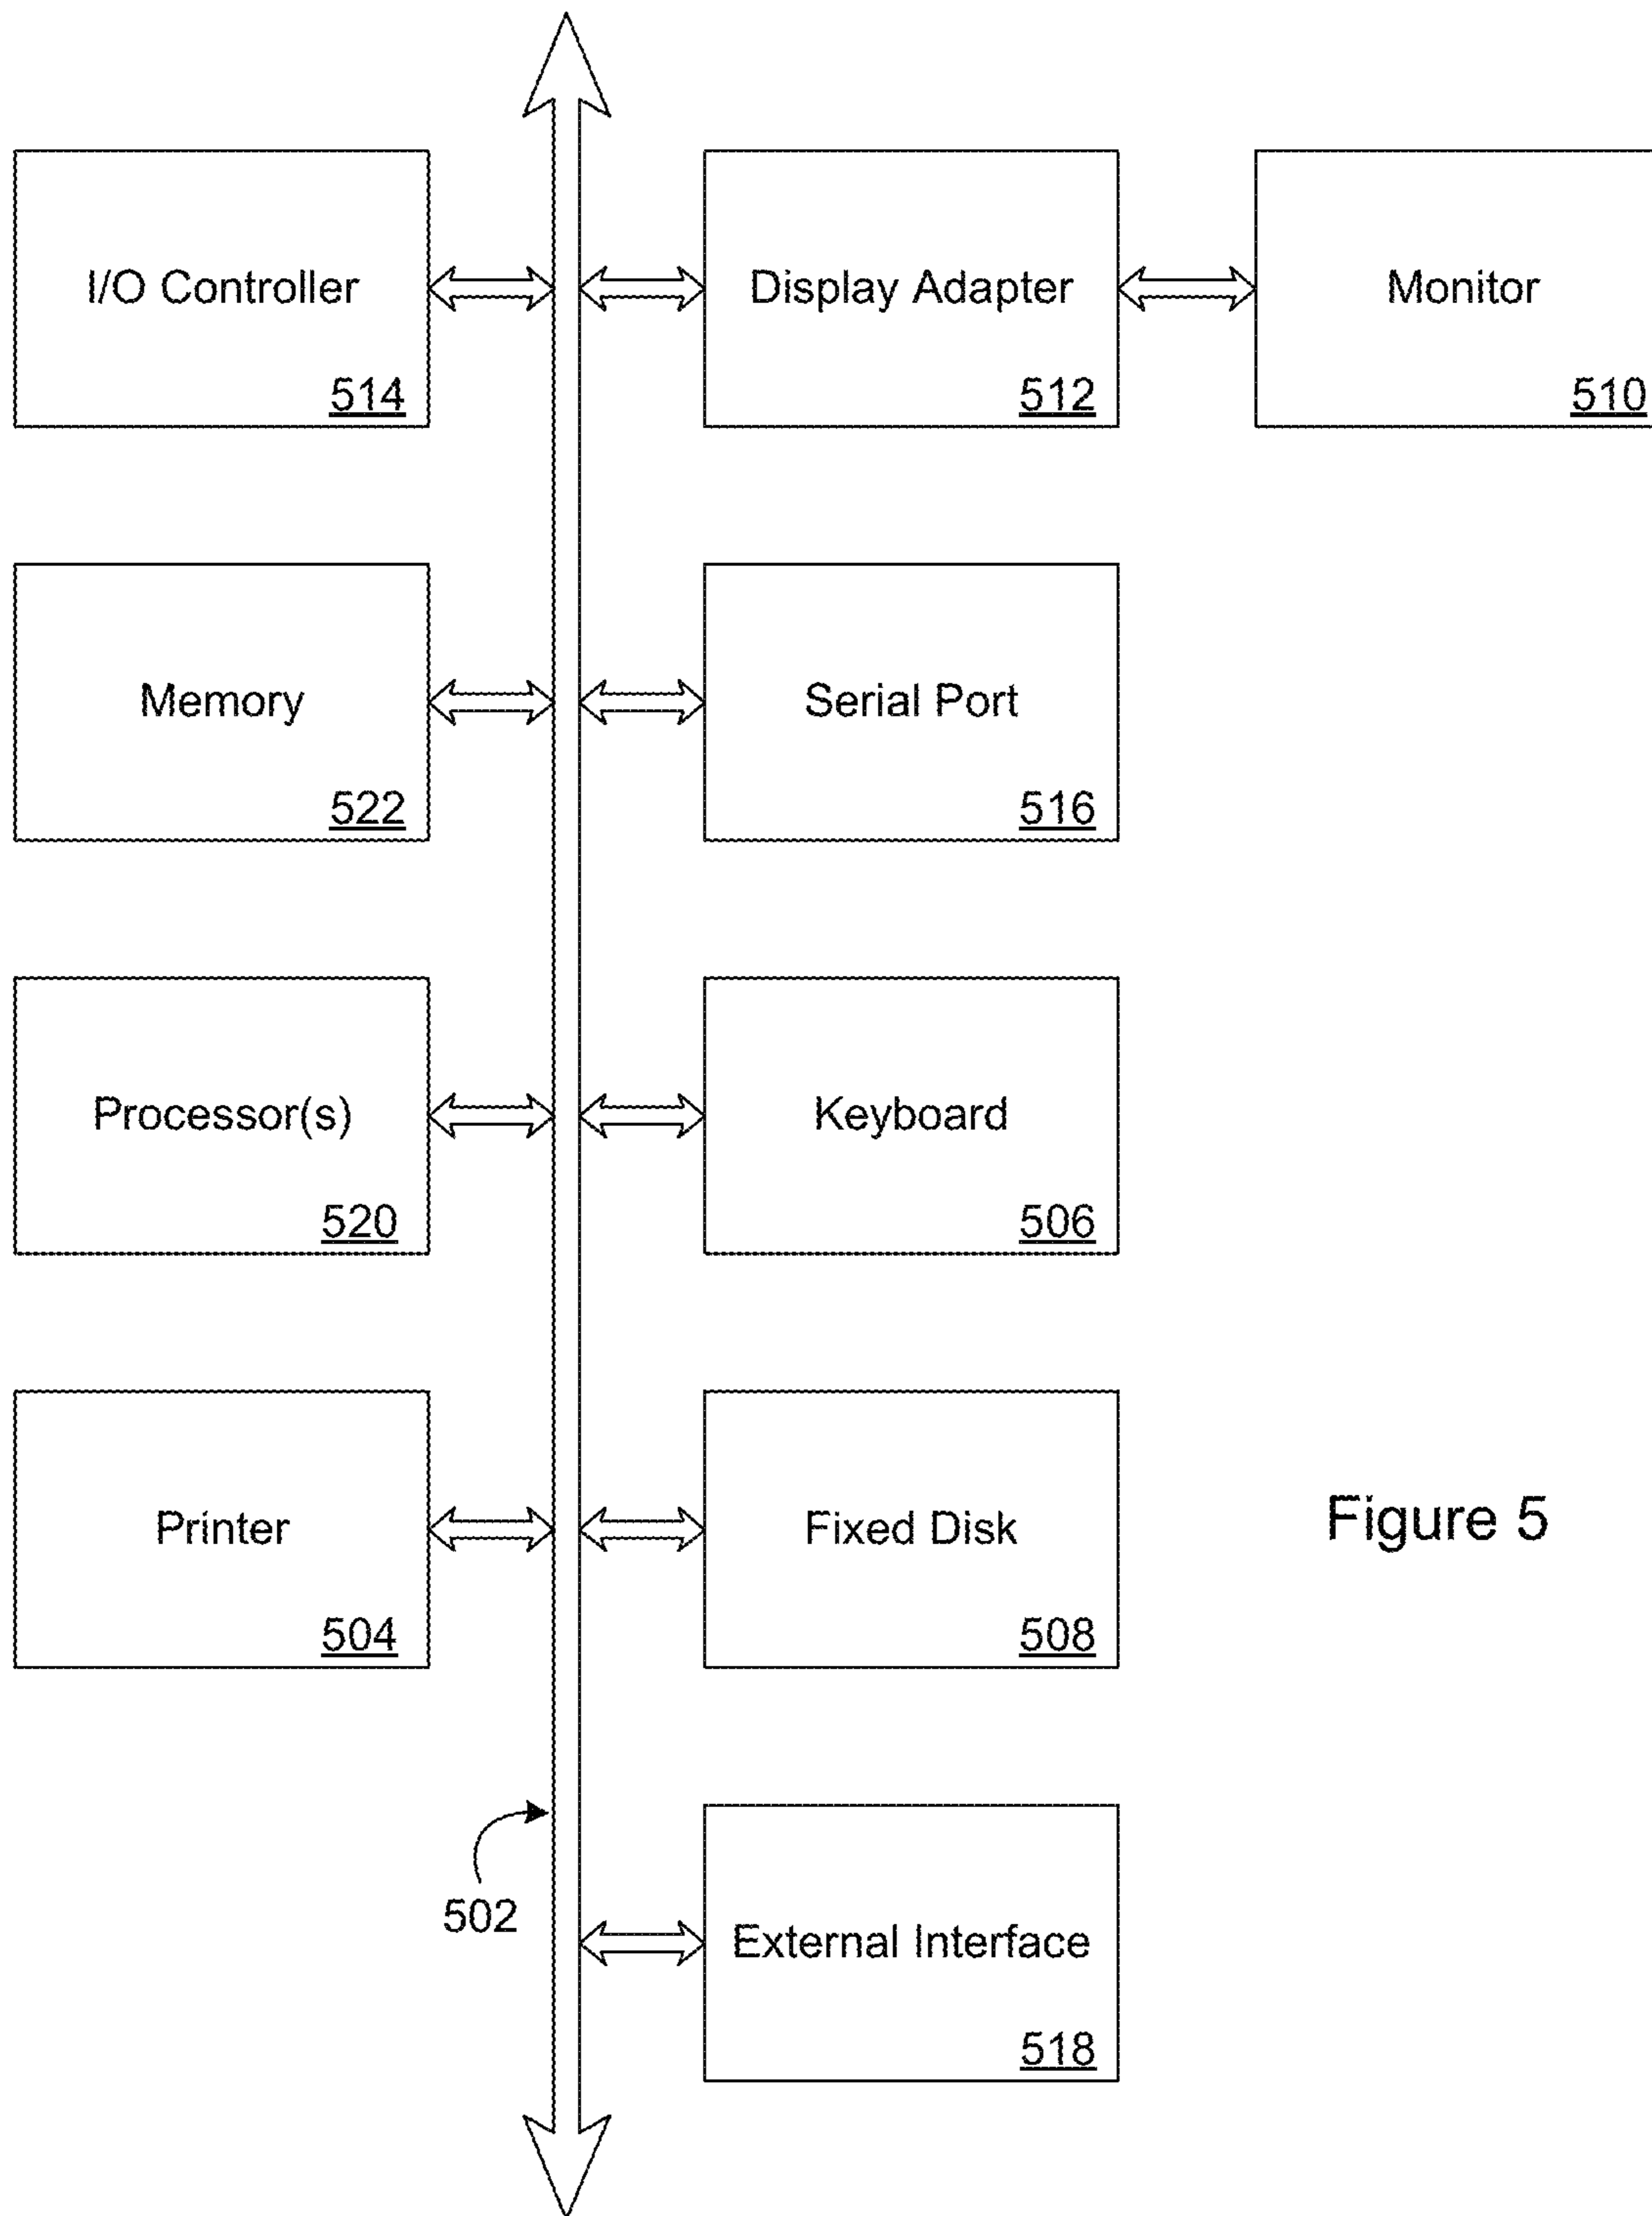 I/O Controller
514
Display Adapter
512
Monitor
510
Memory
522
Serial Port
516
Processor(s)
520
Keyboard
506
Printer
504
Fixed Disk
508
Figure 5
502
External Interface
518